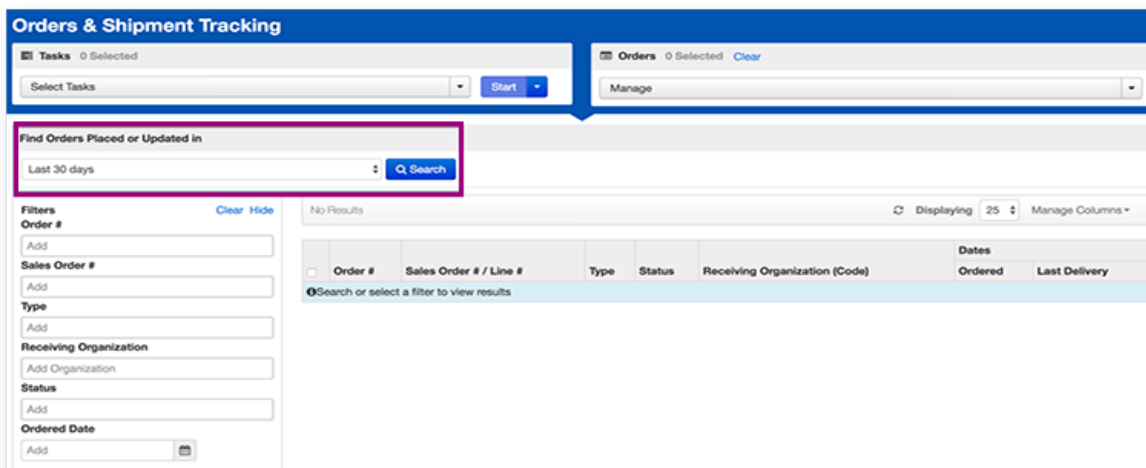 Orders & Shipment Tracking
Tasks 0 Selected
Orders 0 Selected Clear
Select Tasks
Start
Manage
Find Orders Placed or Updated in
Last 30 days
Search
Filters Clear Hide
No Results
Displaying 25 Manage Columns
Order #
Add
Sales Order #
Add
Type
Add
Receiving Organization
Add Organization
Status
Add
Ordered Date
Add
Dates
Order # Sales Order # / Line # Type Status Receiving Organization (Code) Ordered Last Delivery
Search or select a filter to view results